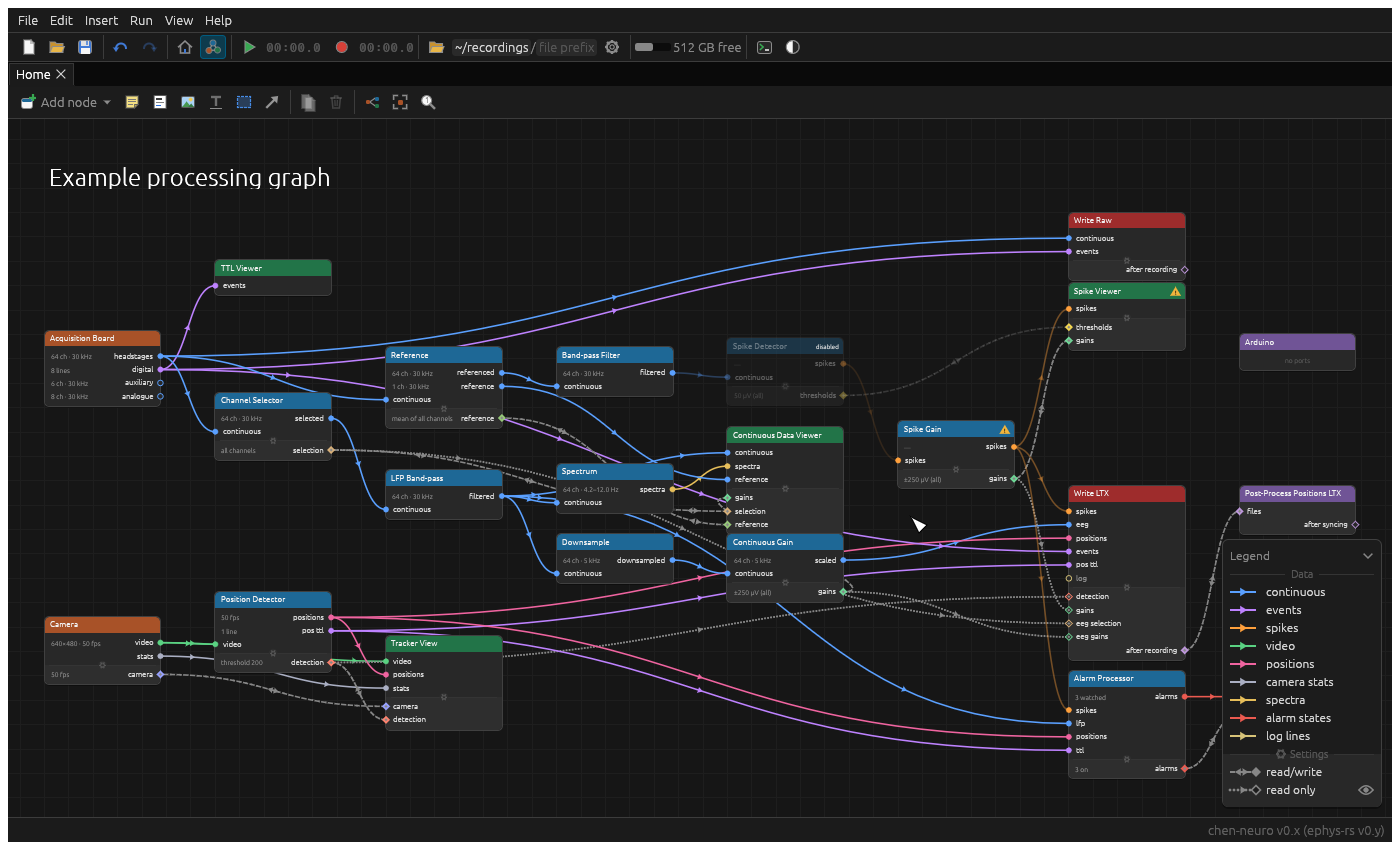 File Edit Insert Run View Help
00:00.0 00:00.0 ~/recordings/file prefix 512 GB free
Home
Add node
Example processing graph
Write Raw
continuous
events
after recording
TTL Viewer
events
Spike Viewer
spikes
thresholds
gains
Acquisition Board
64 ch · 30 kHz headstages
8 lines digital
6 ch · 30 kHz auxiliary
8 ch · 30 kHz analogue
Reference
64 ch · 30 kHz referenced
1 ch · 30 kHz reference
continuous
mean of all channels reference
Band-pass Filter
64 ch · 30 kHz filtered
continuous
Spike Detector disabled
spikes
continuous
50 µV (all) thresholds
Arduino
no ports
Channel Selector
64 ch · 30 kHz selected
continuous
all channels selection
Continuous Data Viewer
continuous
spectra
reference
gains
selection
reference
Spike Gain
spikes
spikes
±250 µV (all) gains
LFP Band-pass
64 ch · 30 kHz filtered
continuous
Spectrum
64 ch · 4.2–12.0 Hz spectra
continuous
Write LTX
spikes
eeg
positions
events
pos ttl
log
detection
gains
eeg selection
eeg gains
after recording
Post-Process Positions LTX
files
after syncing
Downsample
64 ch · 5 kHz downsampled
continuous
Continuous Gain
64 ch · 5 kHz scaled
continuous
±250 µV (all) gains
Position Detector
50 fps positions
1 line pos ttl
video
threshold 200 detection
Camera
640×480 · 50 fps video
stats
50 fps camera
Tracker View
video
positions
stats
camera
detection
Alarm Processor
3 watched alarms
spikes
lfp
positions
ttl
3 on alarms
Legend
Data
continuous
events
spikes
video
positions
camera stats
spectra
alarm states
log lines
Settings
read/write
read only
chen-neuro v0.x (ephys-rs v0.y)